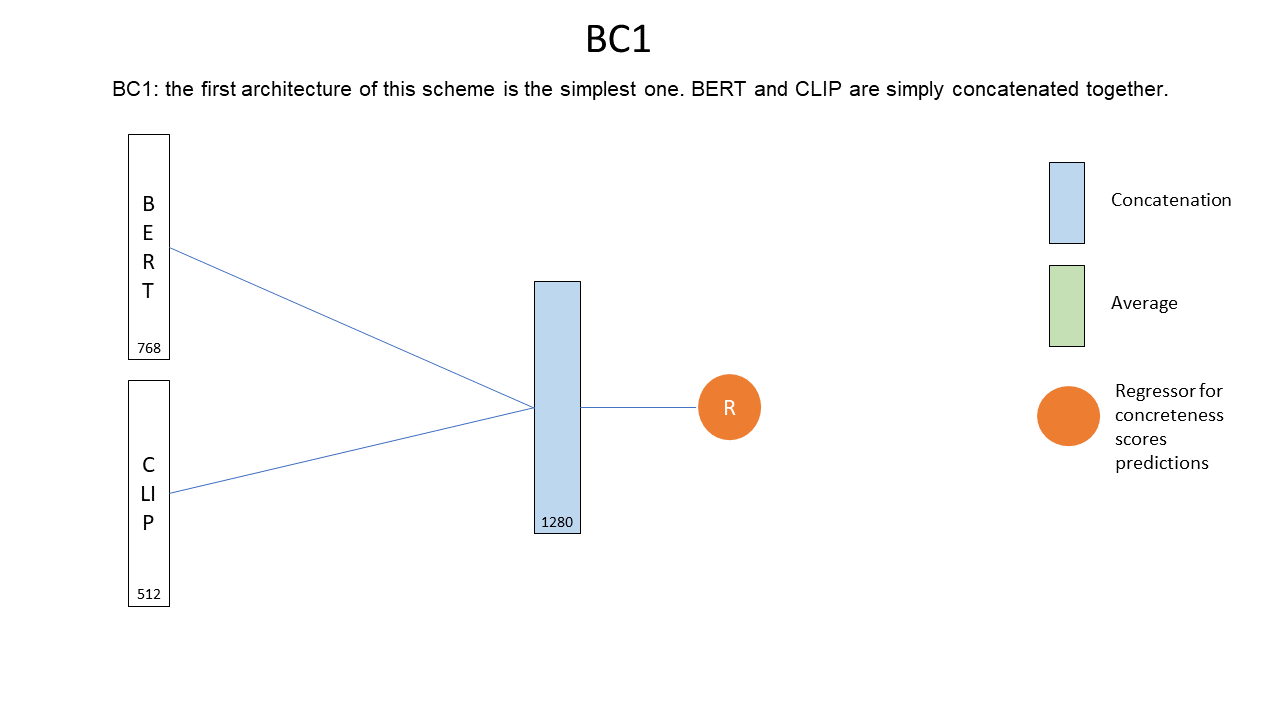 BC1
BC1: the first architecture of this scheme is the simplest one. BERT and CLIP are simply concatenated together.
B
E
R
T
768
C
LI
P
512
1280
R
Concatenation
Average
Regressor for
concreteness
scores
predictions